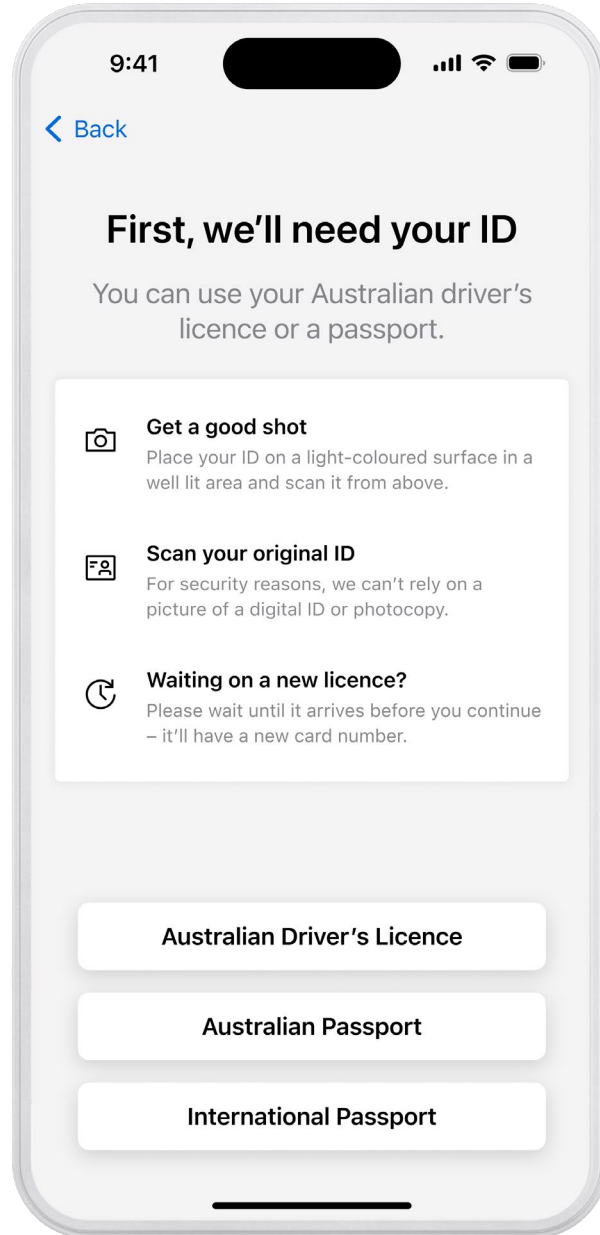 9:41
Back
First, we’ll need your ID
You can use your Australian driver’s
licence or a passport.
Get a good shot
Place your ID on a light-coloured surface in a
well lit area and scan it from above.
Scan your original ID
For security reasons, we can’t rely on a
picture of a digital ID or photocopy.
Waiting on a new licence?
Please wait until it arrives before you continue
– it’ll have a new card number.
Australian Driver’s Licence
Australian Passport
International Passport